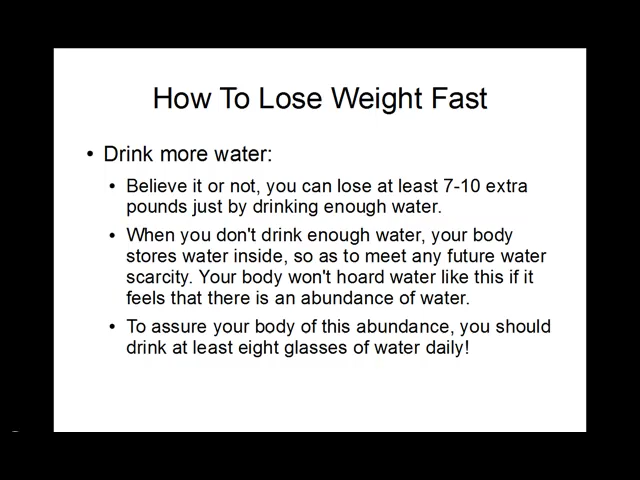 How To Lose Weight Fast
• Drink more water:
• Believe it or not, you can lose at least 7-10 extra
pounds just by drinking enough water.
• When you don't drink enough water, your body
stores water inside, so as to meet any future water
scarcity. Your body won't hoard water like this if it
feels that there is an abundance of water.
• To assure your body of this abundance, you should
drink at least eight glasses of water daily!